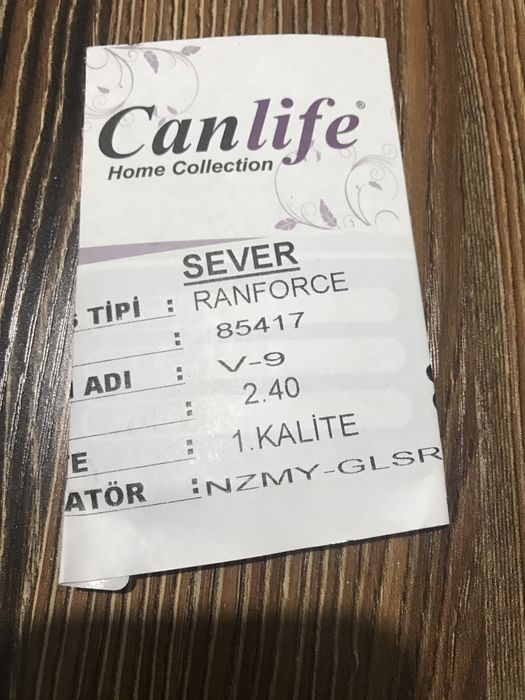 Canlife®
Home Collection
SEVER
TİPİ : RANFORCE
: 85417
ADI : V-9
: 2.40
E : 1.KALİTE
ATÖR : NZMY-GLSR